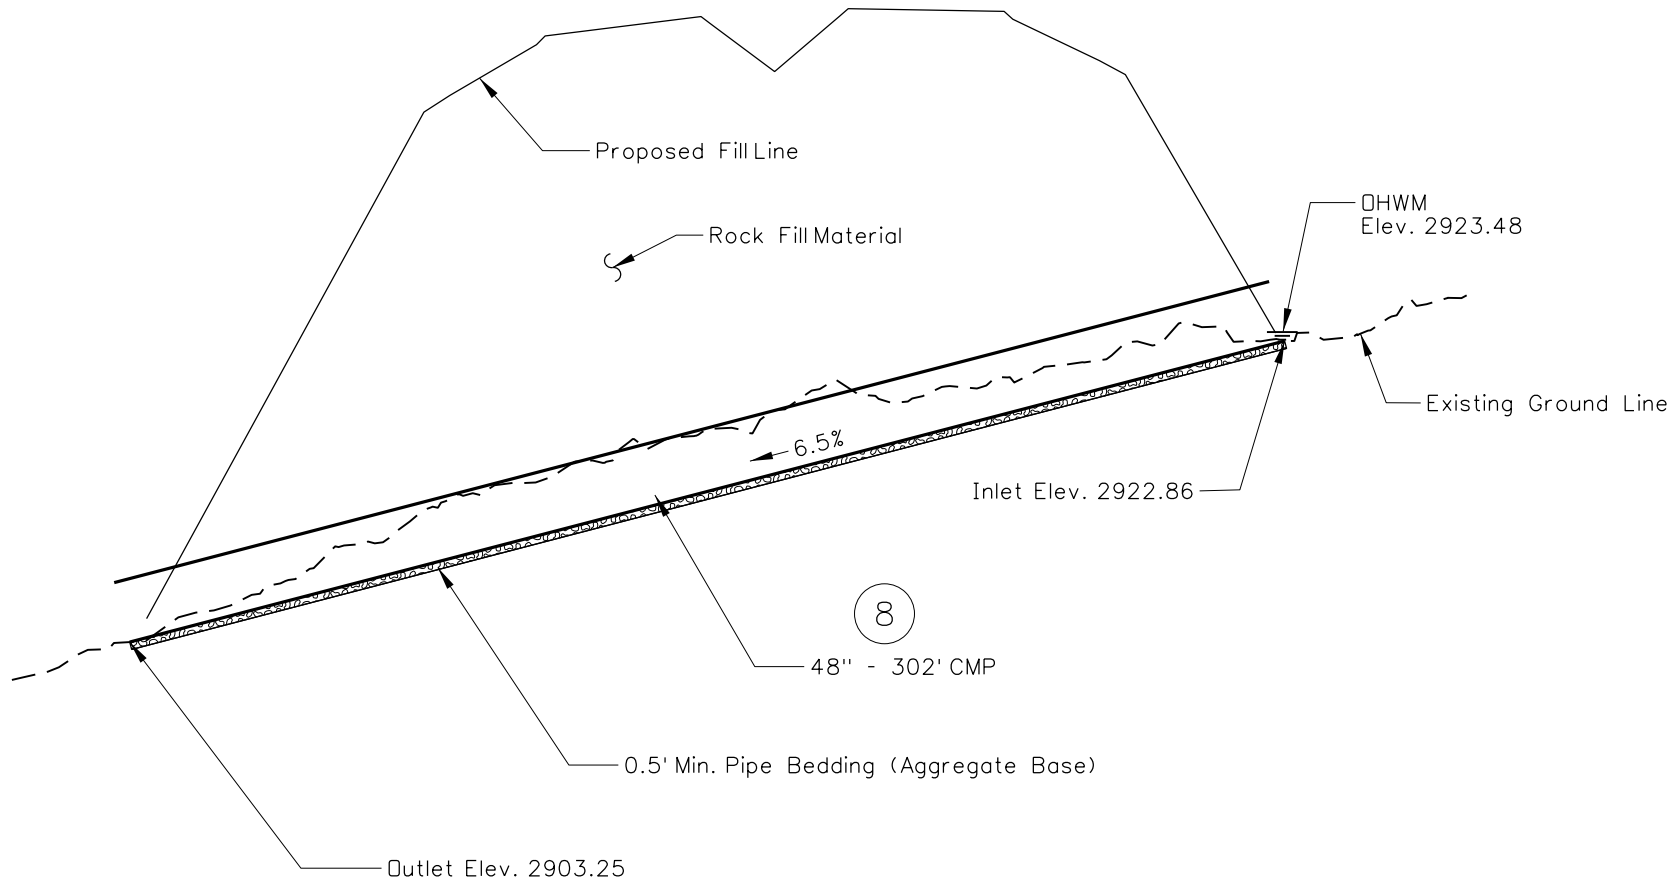 Proposed Fill Line
OHWM
Elev. 2923.48
Rock Fill Material
Existing Ground Line
6.5%
Inlet Elev. 2922.86
8
48" - 302' CMP
0.5' Min. Pipe Bedding (Aggregate Base)
Outlet Elev. 2903.25